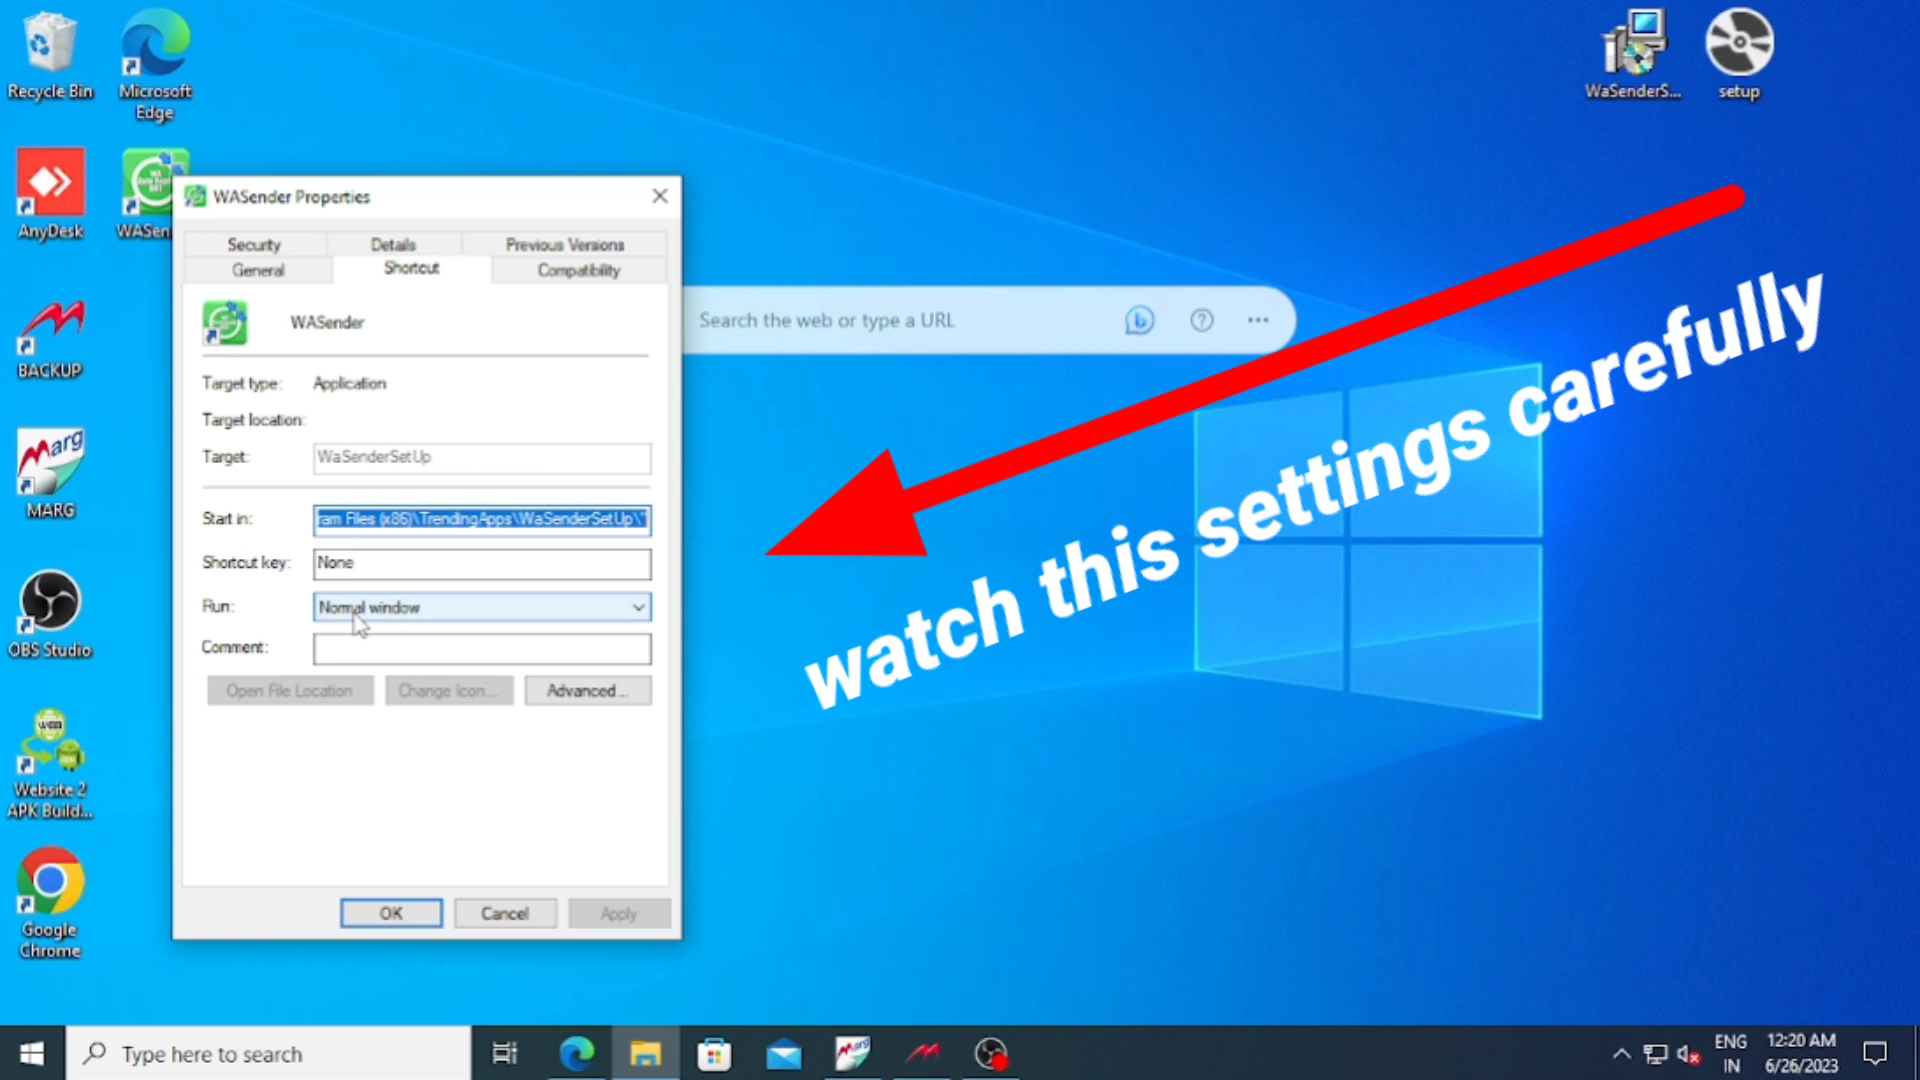 Recycle Bin
Microsoft
Edge
AnyDesk
WASen
BACKUP
Marg
MARG
OBS Studio
Website 2
APK Build...
Google
Chrome
WaSenderS...
setup
WASender Properties
Security
Details
Previous Versions
General
Shortcut
Compatibility
WASender
Target type:
Application
Target location:
Target:
WaSenderSetUp
Start in:
ram Files (x86)\TrendingApps\WaSenderSetUp\"
Shortcut key:
None
Run:
Normal window
Comment:
Open File Location
Change Icon...
Advanced...
OK
Cancel
Apply
Search the web or type a URL
watch this settings carefully
Type here to search
ENG
IN
12:20 AM
6/26/2023